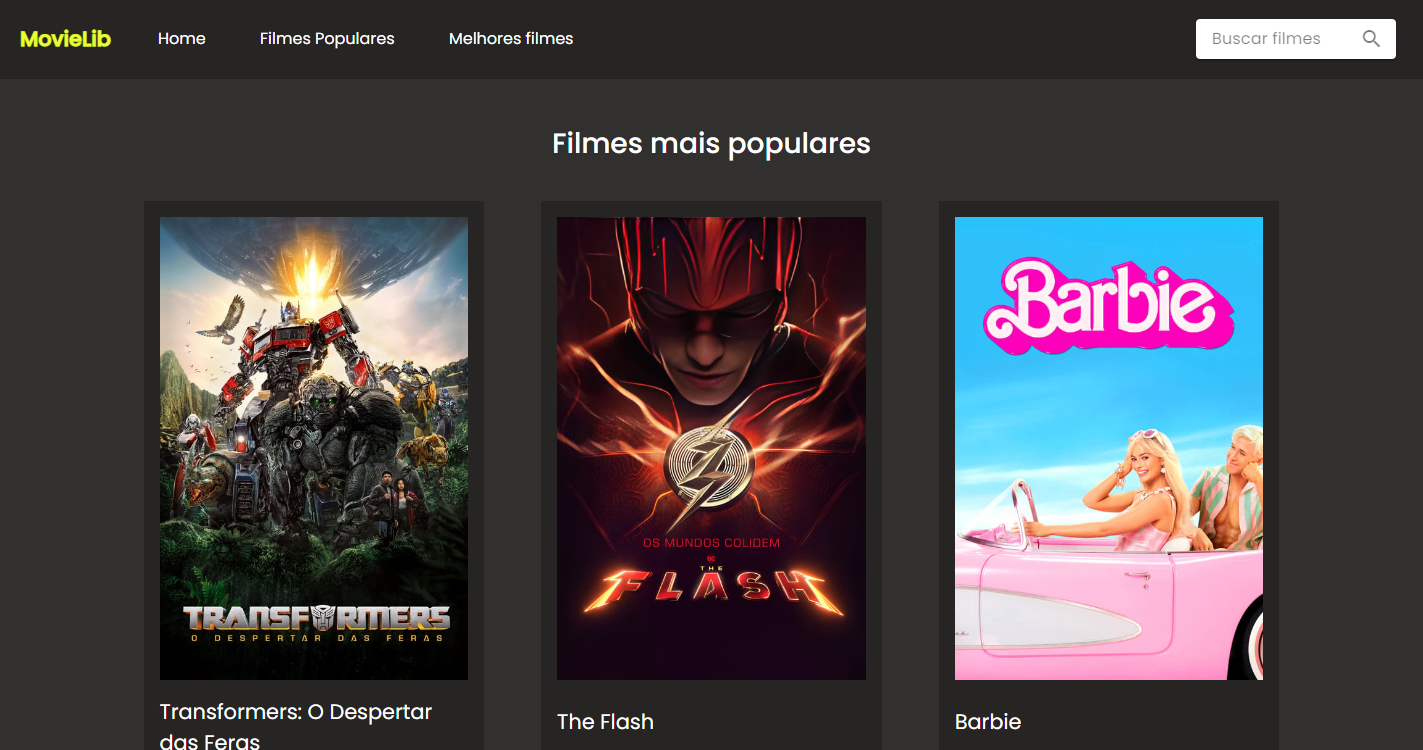 MovieLib
Home
Filmes Populares
Melhores filmes
Buscar filmes
Filmes mais populares
TRANSFORMERS
O DESPERTAR DAS FERAS
OS MUNDOS COLIDEM
DC
THE
FLASH
Barbie
Transformers: O Despertar
das Feras
The Flash
Barbie